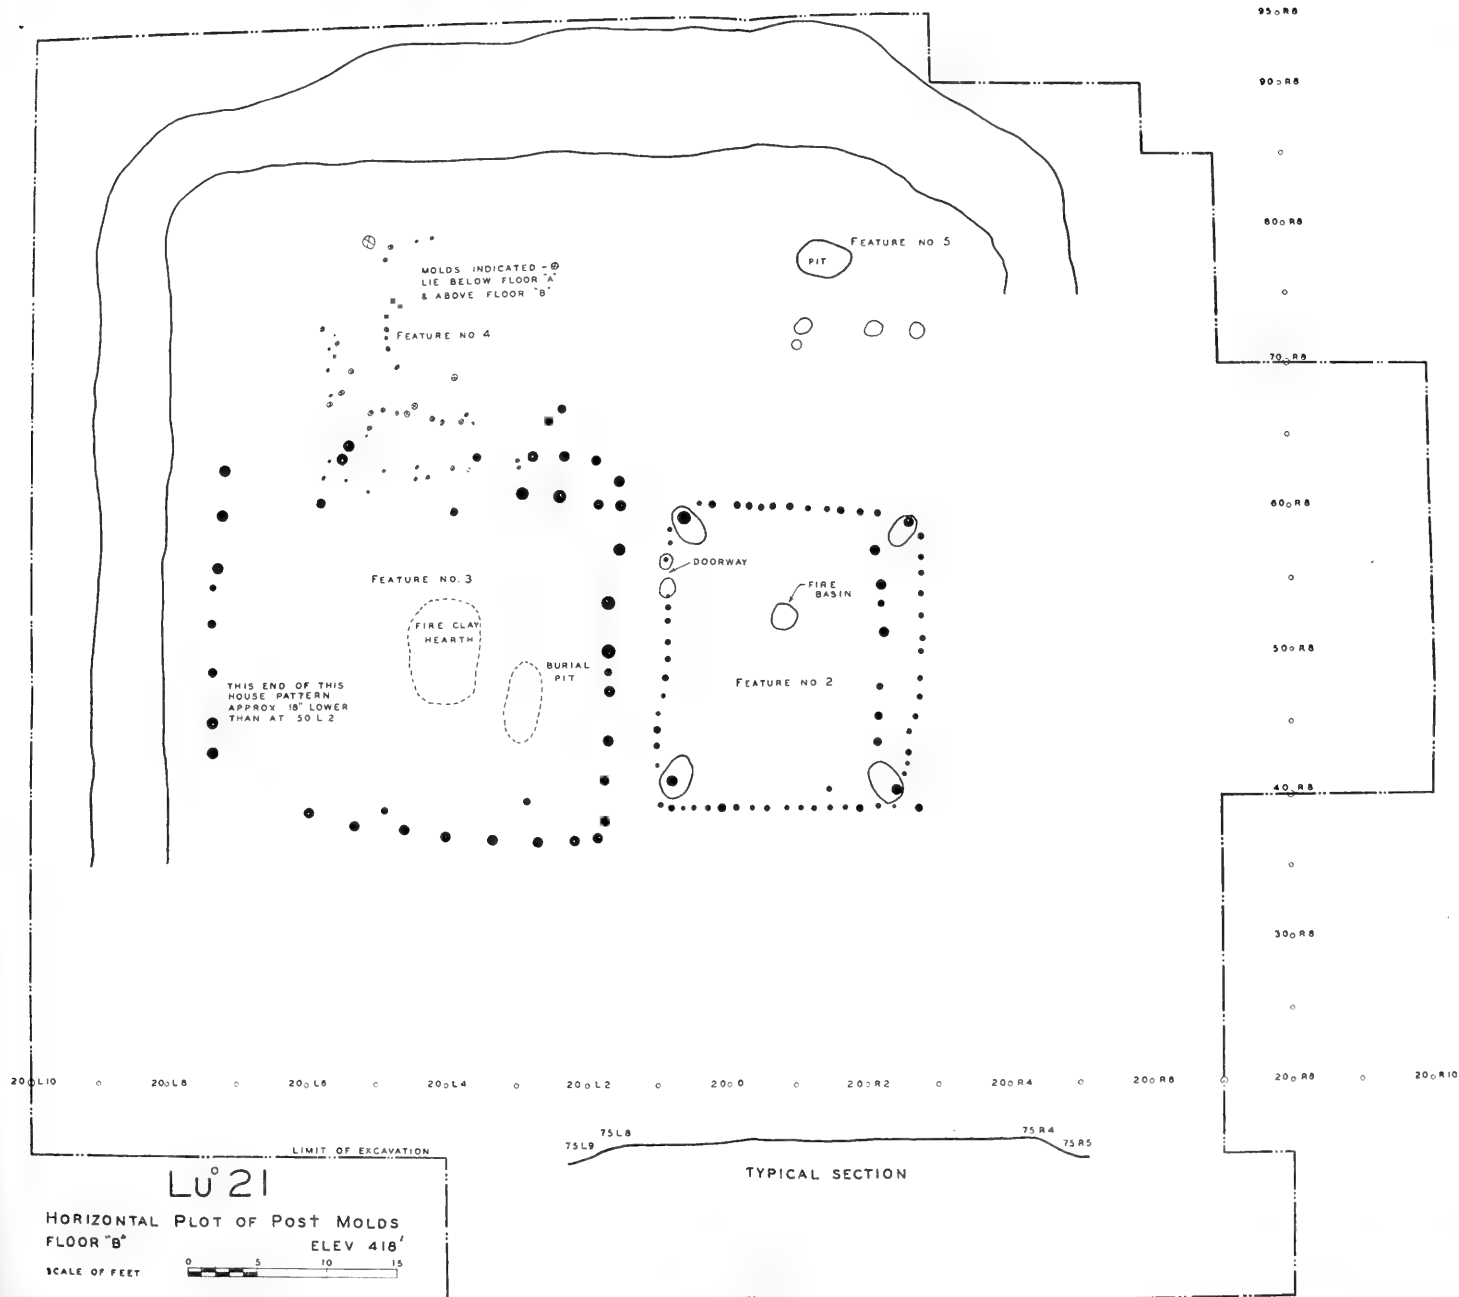 95 R8
90 R8
80 R8
FEATURE NO 5
PIT
MOLDS INDICATED - ⊕
LIE BELOW FLOOR "A"
& ABOVE FLOOR "B"
FEATURE NO 4
70 R8
60 R8
DOORWAY
FEATURE NO. 3
FIRE
BASIN
FIRE CLAY
HEARTH
50 R8
BURIAL
PIT
FEATURE NO 2
THIS END OF THIS
HOUSE PATTERN
APPROX 18" LOWER
THAN AT 50 L 2
40 R8
30 R8
20 L10
20 L8
20 L6
20 L4
20 L2
20 0
20 R2
20 R4
20 R6
20 R8
20 R10
LIMIT OF EXCAVATION
75 L9
75 L8
75 R4
75 R5
TYPICAL SECTION
LU° 21
HORIZONTAL PLOT OF POST MOLDS
FLOOR "B" ELEV 418'
SCALE OF FEET 0 5 10 15